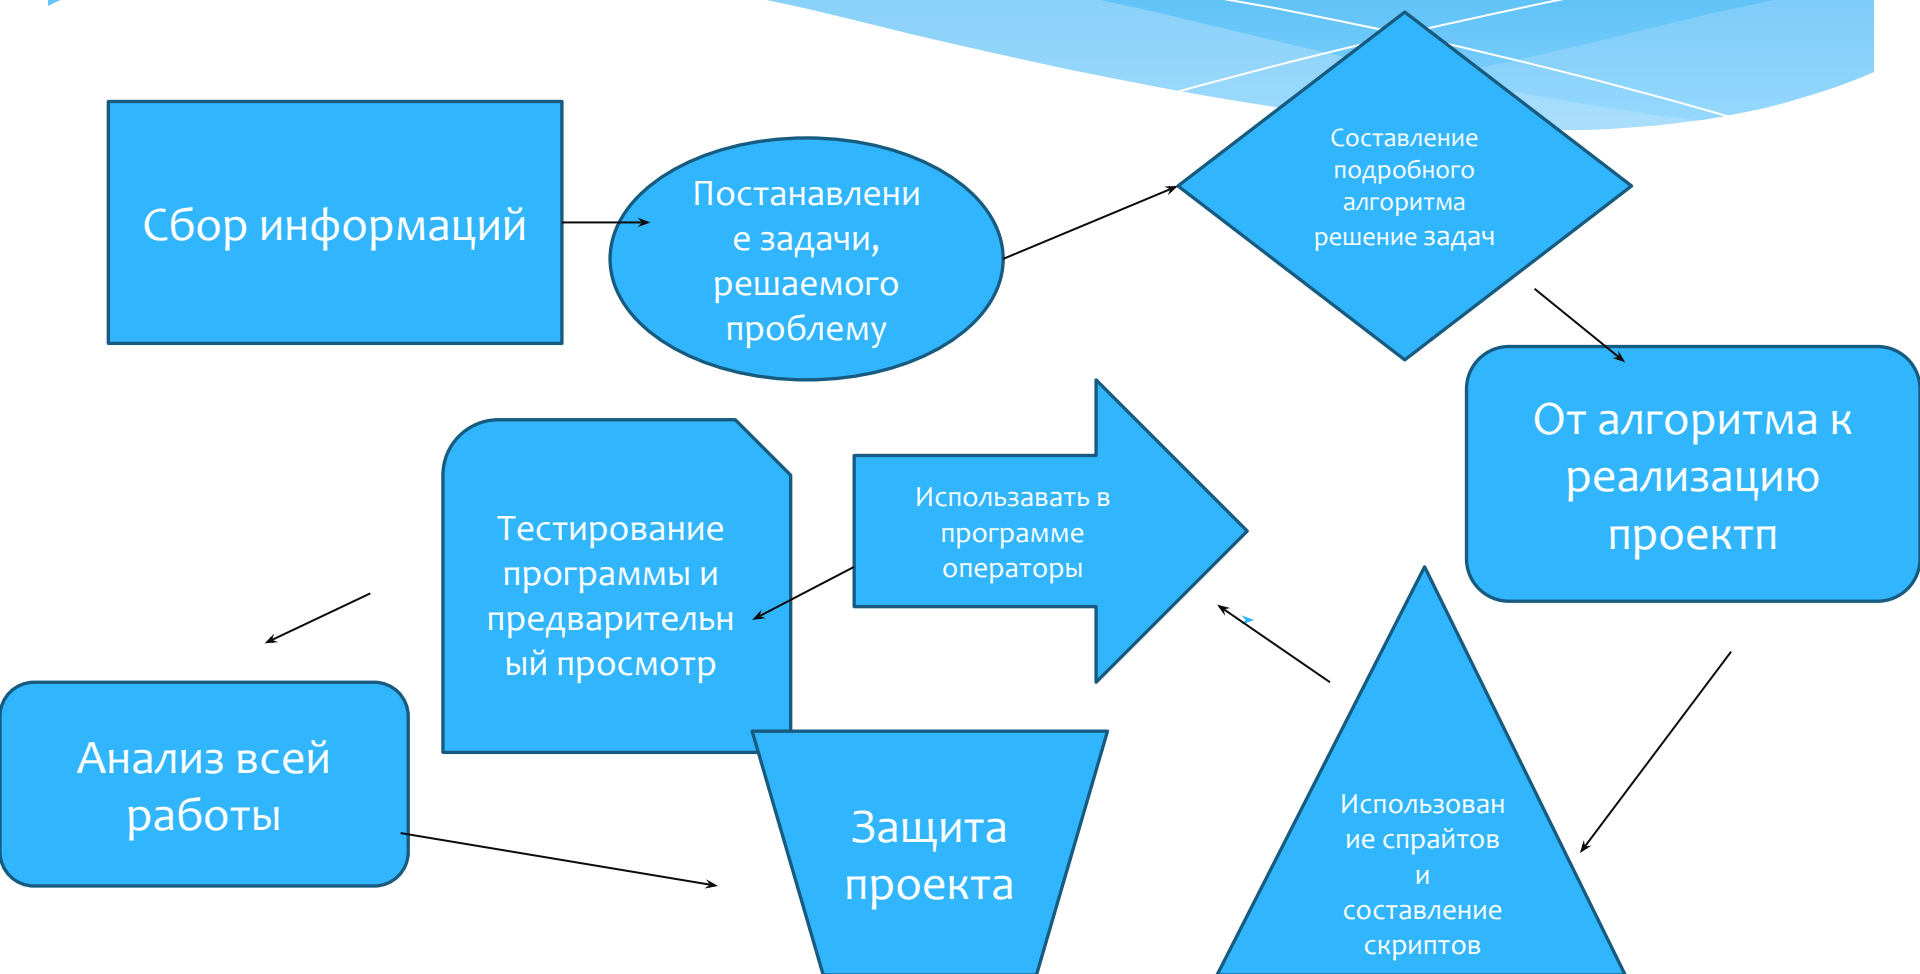 Сбор информаций
Постанавлени
е задачи,
решаемого
проблему
Составление
подробного
алгоритма
решение задач
От алгоритма к
реализацию
проектп
Использовать в
программе
операторы
Тестирование
программы и
предварительн
ый просмотр
Анализ всей
работы
Защита
проекта
Использован
ие спрайтов
и
составление
скриптов